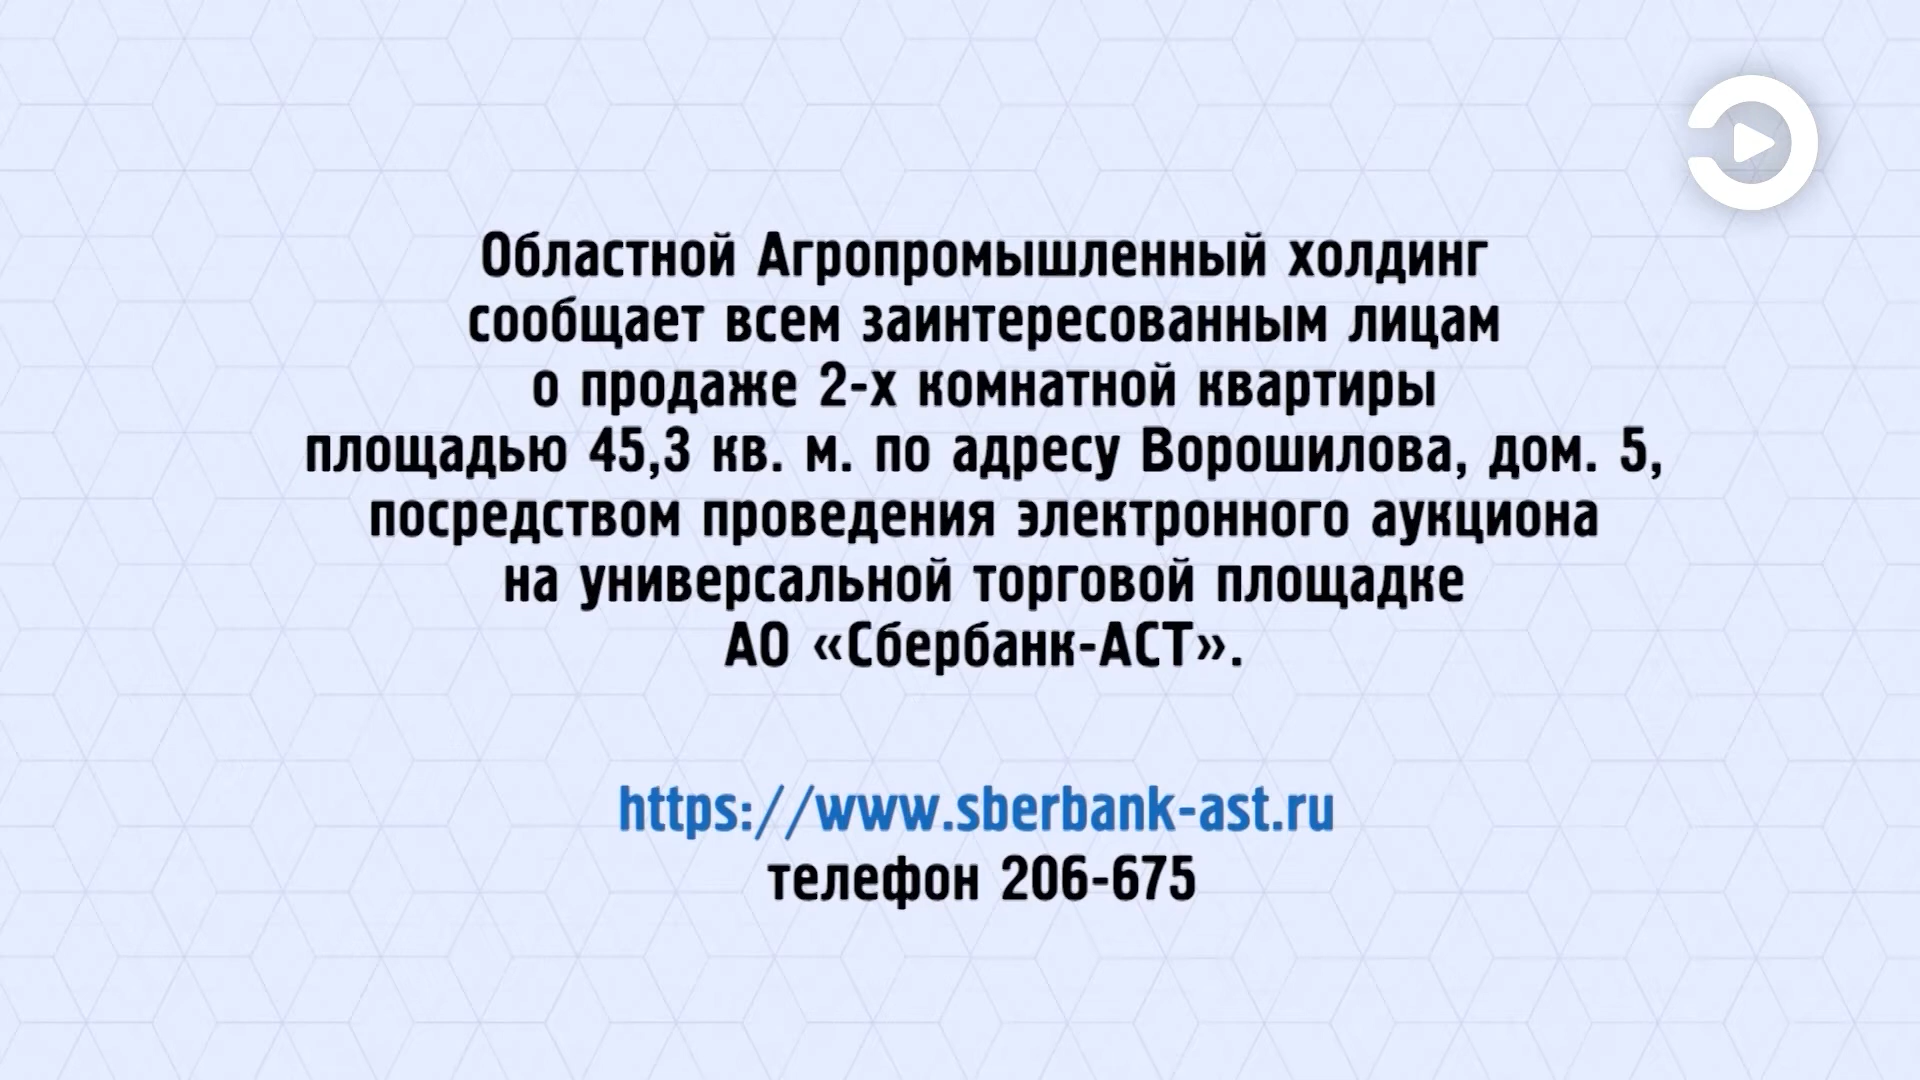 Областной Агропромышленный холдинг
сообщает всем заинтересованным лицам
о продаже 2-х комнатной квартиры
площадью 45,3 кв. м. по адресу Ворошилова, дом. 5,
посредством проведения электронного аукциона
на универсальной торговой площадке
АО «Сбербанк-АСТ».
https://www.sberbank-ast.ru
телефон 206-675